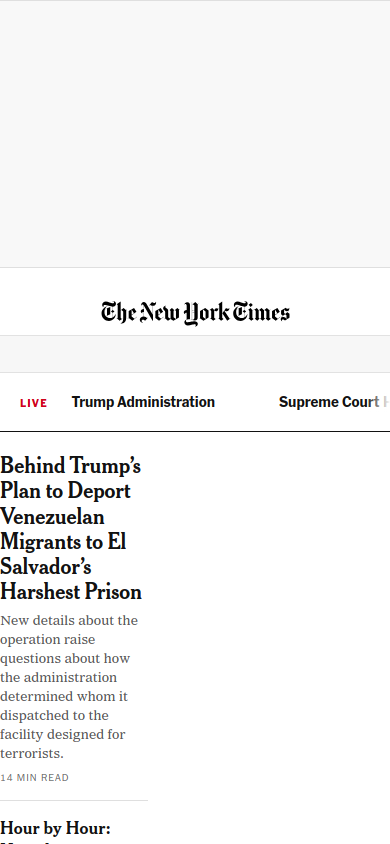 The New York Times
LIVE Trump Administration Supreme Court
Behind Trump’s
Plan to Deport
Venezuelan
Migrants to El
Salvador’s
Harshest Prison
New details about the
operation raise
questions about how
the administration
determined whom it
dispatched to the
facility designed for
terrorists.
14 MIN READ
Hour by Hour: